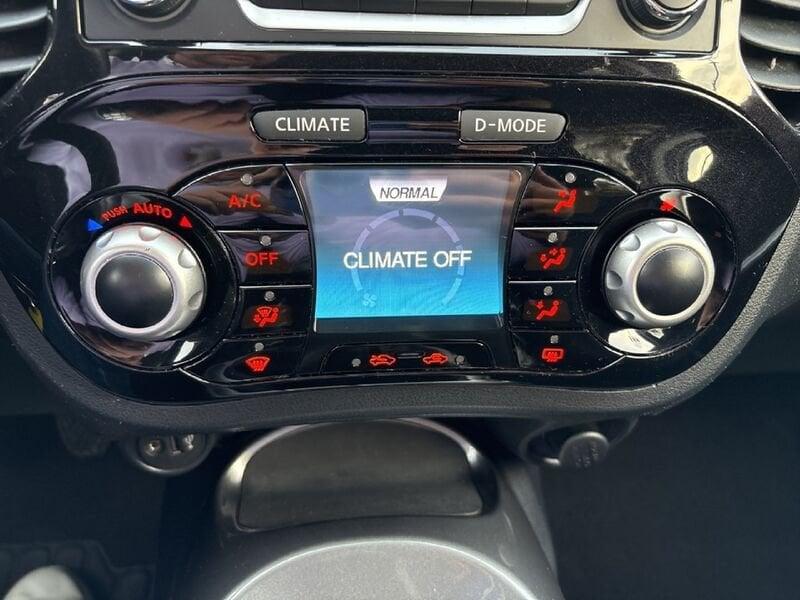 CLIMATE
D-MODE
PUSH AUTO
A/C
OFF
NORMAL
CLIMATE OFF